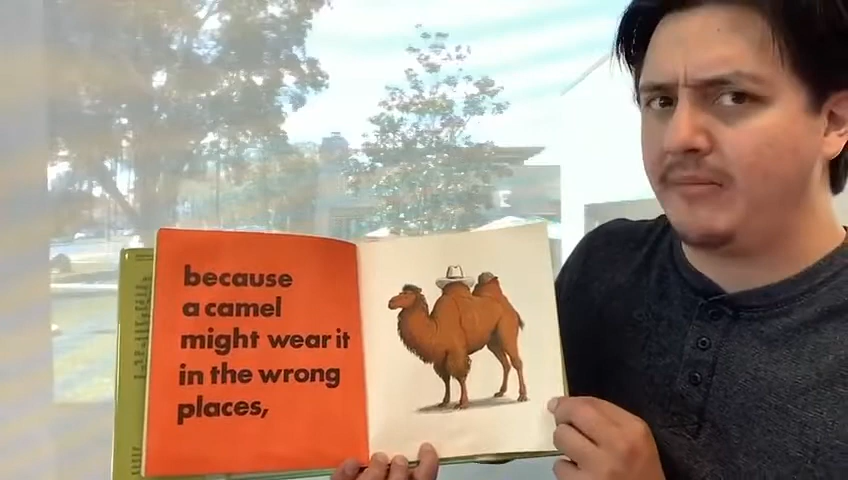 because
a camel
might wear it
in the wrong
places,